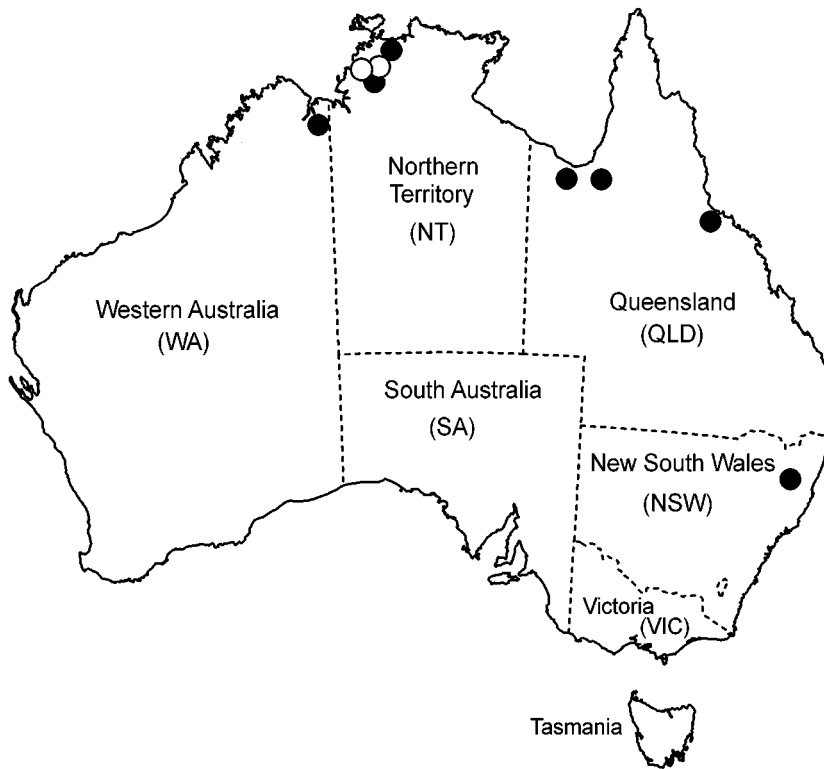 Northern
Territory
(NT)
Western Australia
(WA)
Queensland
(QLD)
South Australia
(SA)
New South Wales
(NSW)
Victoria
(VIC)
Tasmania